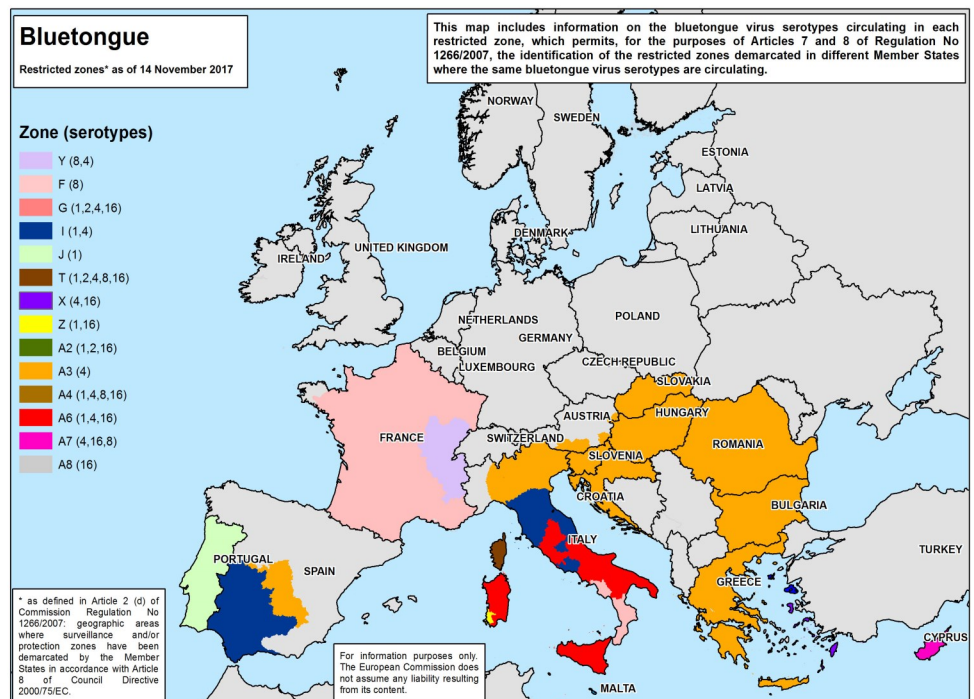 Bluetongue
Restricted zones* as of 14 November 2017
This map includes information on the bluetongue virus serotypes circulating in each
restricted zone, which permits, for the purposes of Articles 7 and 8 of Regulation No
1266/2007, the identification of the restricted zones demarcated in different Member States
where the same bluetongue virus serotypes are circulating.
Zone (serotypes)
Y (8,4)
F (8)
G (1,2,4,16)
I (1,4)
J (1)
T (1,2,4,8,16)
X (4,16)
Z (1,16)
A2 (1,2,16)
A3 (4)
A4 (1,4,8,16)
A6 (1,4,16)
A7 (4,16,8)
A8 (16)
NORWAY
SWEDEN
ESTONIA
LATVIA
LITHUANIA
DENMARK
UNITED KINGDOM
IRELAND
NETHERLANDS
POLAND
GERMANY
BELGIUM
LUXEMBOURG
CZECH REPUBLIC
SLOVAKIA
AUSTRIA
HUNGARY
FRANCE
SWITZERLAND
ROMANIA
SLOVENIA
CROATIA
BULGARIA
ITALY
PORTUGAL
SPAIN
TURKEY
GREECE
CYPRUS
MALTA
* as defined in Article 2 (d) of
Commission Regulation No
1266/2007: geographic areas
where surveillance and/or
protection zones have been
demarcated by the Member
States in accordance with Article
8 of Council Directive
2000/75/EC.
For information purposes only.
The European Commission does
not assume any liability resulting
from its content.